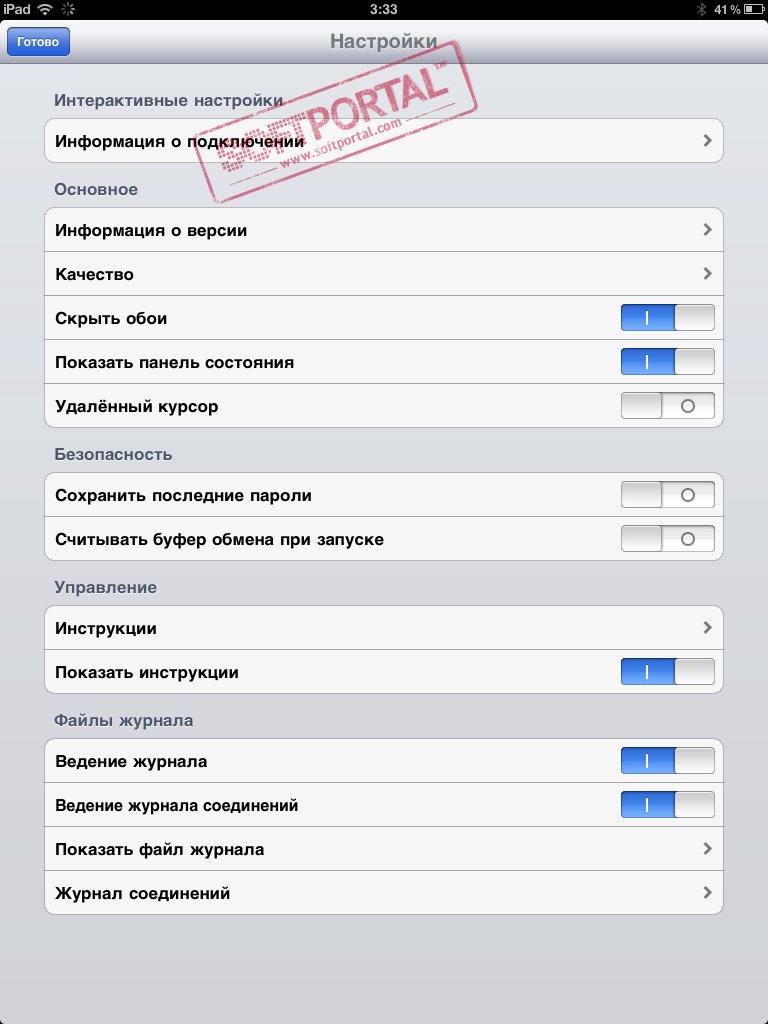 iPad 3:33 41 %
Готово Настройки
Интерактивные настройки
Информация о подключении
SOFTPORTAL™
www.softportal.com
Основное
Информация о версии
Качество
Скрыть обои
Показать панель состояния
Удалённый курсор
Безопасность
Сохранить последние пароли
Считывать буфер обмена при запуске
Управление
Инструкции
Показать инструкции
Файлы журнала
Ведение журнала
Ведение журнала соединений
Показать файл журнала
Журнал соединений